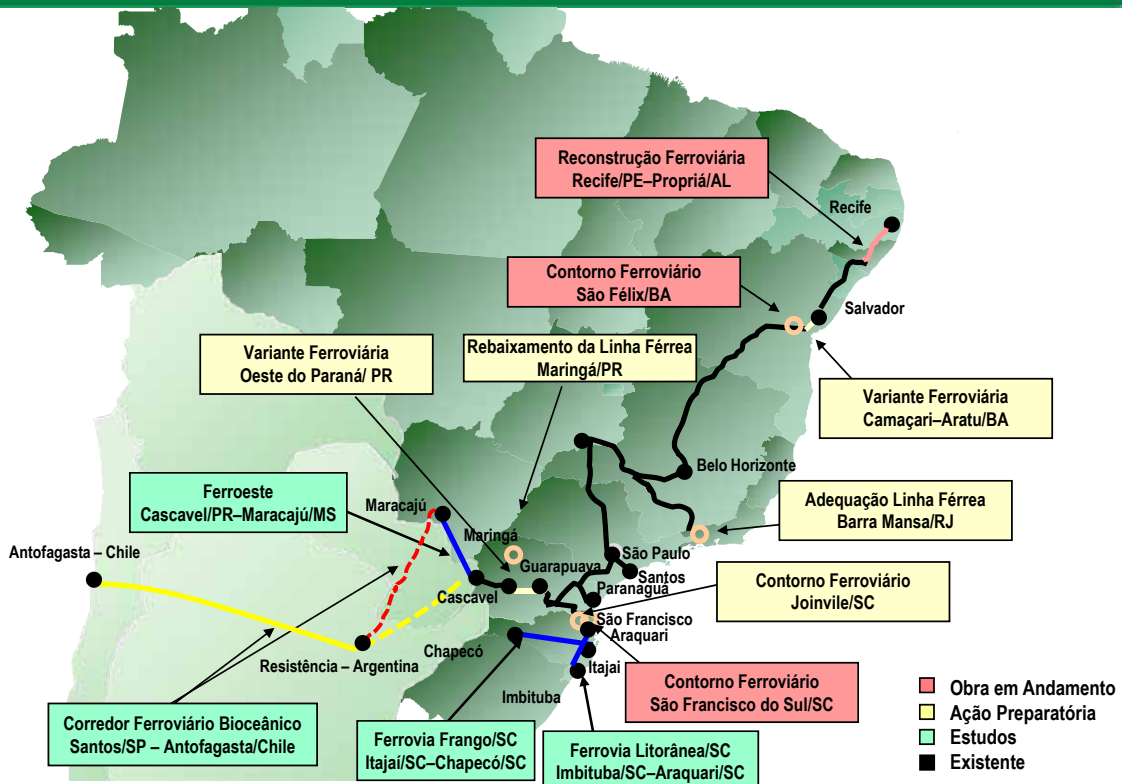 Reconstrução Ferroviária
Recife/PE–Propriá/AL
Recife
Contorno Ferroviário
São Félix/BA
Salvador
Variante Ferroviária
Oeste do Paraná/ PR
Rebaixamento da Linha Férrea
Maringá/PR
Variante Ferroviária
Camaçari–Aratu/BA
Belo Horizonte
Ferroeste
Cascavel/PR–Maracajú/MS
Maracajú
Adequação Linha Férrea
Barra Mansa/RJ
Maringá
Antofagasta – Chile
São Paulo
Guarapuava
Santos
Cascavel
Paranaguá
Contorno Ferroviário
Joinvile/SC
São Francisco
Araquari
Chapecó
Itajai
Resistência – Argentina
Imbituba
Contorno Ferroviário
São Francisco do Sul/SC
Corredor Ferroviário Bioceânico
Santos/SP – Antofagasta/Chile
Ferrovia Frango/SC
Itajaí/SC–Chapecó/SC
Ferrovia Litorânea/SC
Imbituba/SC–Araquari/SC
Obra em Andamento
Ação Preparatória
Estudos
Existente